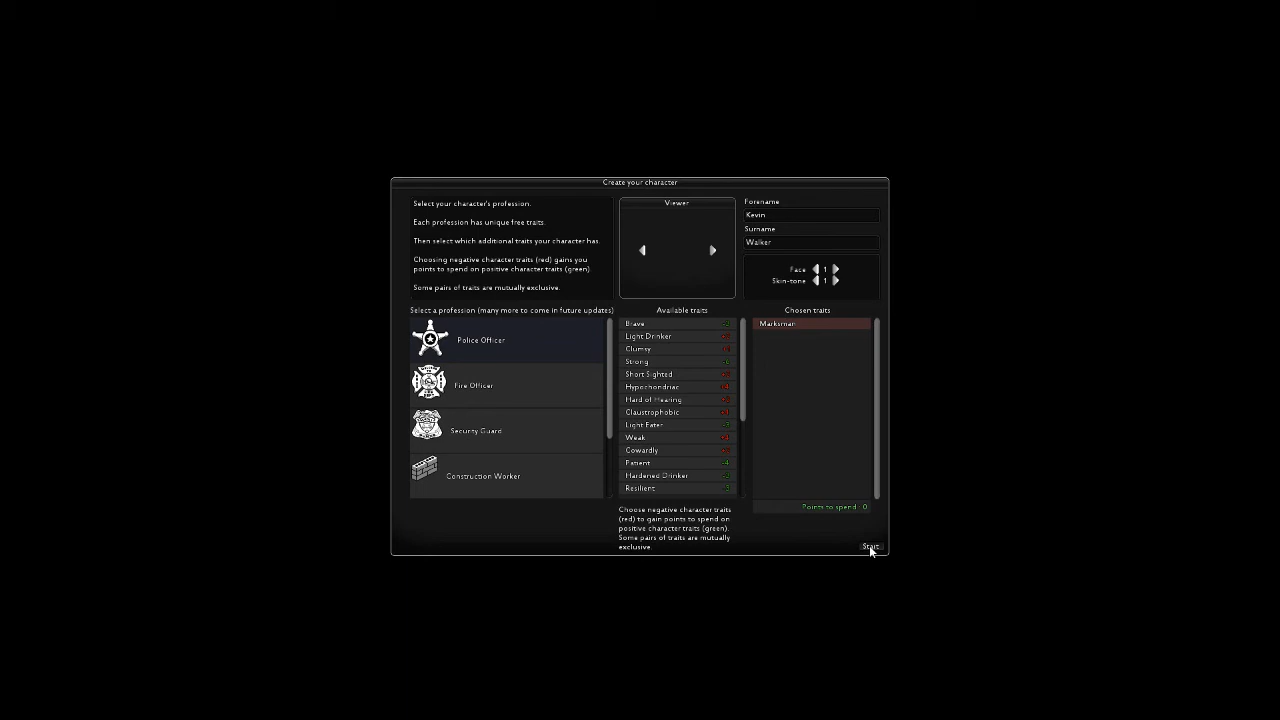 Create your character
Select your character's profession.
Each profession has unique free traits.
Then select which additional traits your character has.
Choosing negative character traits (red) gains you
points to spend on positive character traits (green)
Some pairs of traits are mutually exclusive.
Viewer
Forename
Kevin
Surname
Walker
Face 1
Skin-tone 1
Select a profession (many more to come in future updates)
Police Officer
Fire Officer
Security Guard
Construction Worker
Available traits
Brave
Light Drinker
Clumsy
Strong
Short Sighted
Hypochondriac
Hard of Hearing
Claustrophobic
Light Eater
Weak
Cowardly
Patient
Hardened Drinker
Resilient
Choose negative character traits
(red) to gain points to spend on
positive character traits (green).
Some pairs of traits are mutually
exclusive.
Chosen traits
Marksman
Points to spend: 0
Start